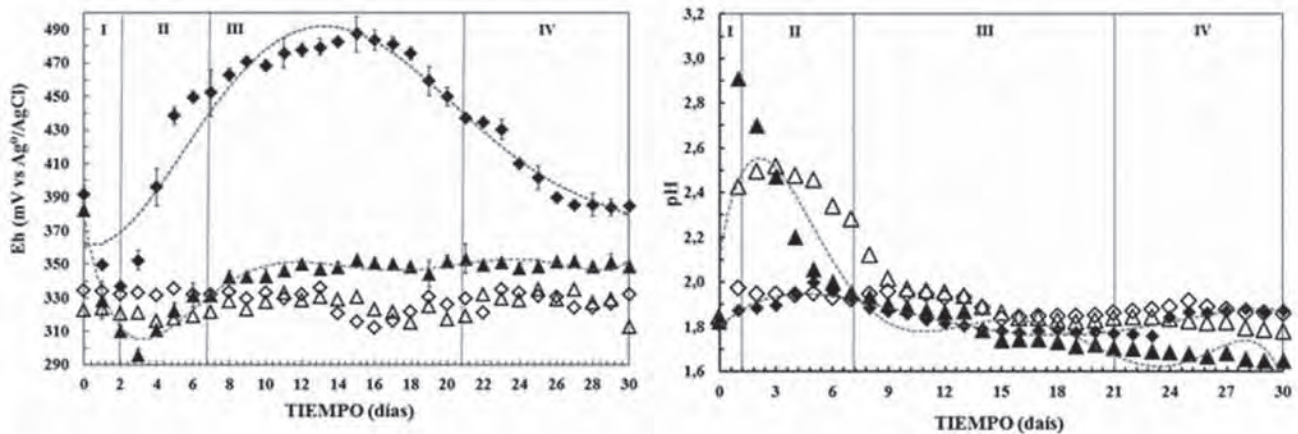 I II III IV
490
470
450
430
410
390
370
350
330
310
290
Eh (mV vs Ag⁰/AgCl)
0 2 4 6 8 10 12 14 16 18 20 22 24 26 28 30
TIEMPO (días)
I II III IV
3,2
3,0
2,8
2,6
2,4
2,2
2,0
1,8
1,6
pH
0 3 6 9 12 15 18 21 24 27 30
TIEMPO (daís)